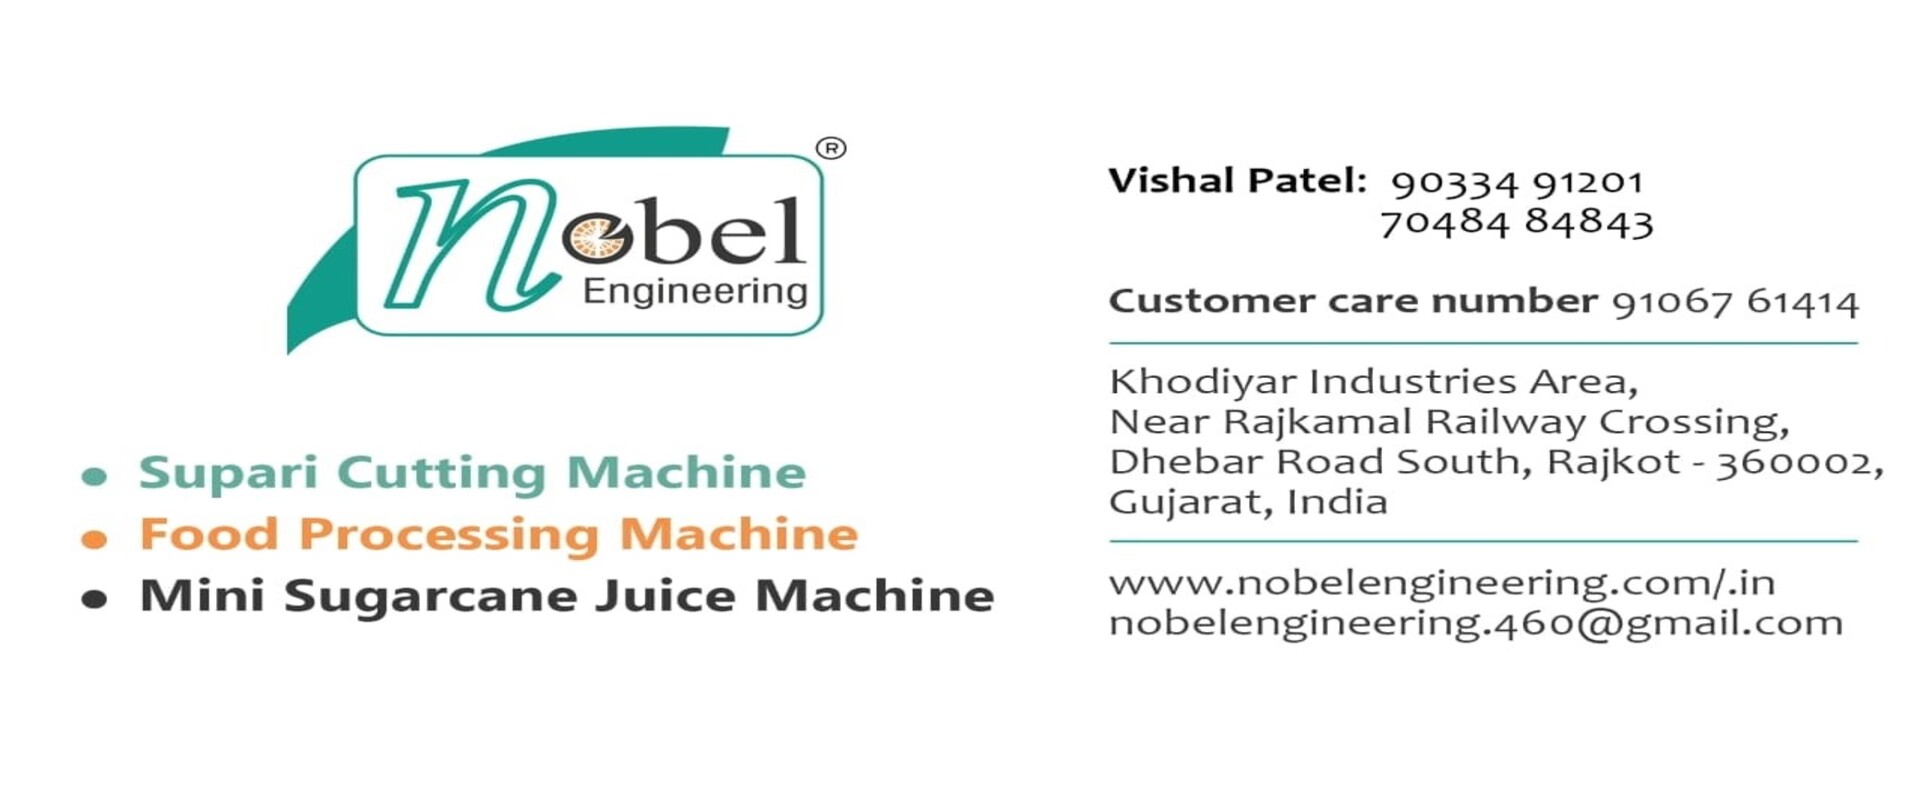 nobel
Engineering
®
• Supari Cutting Machine
• Food Processing Machine
• Mini Sugarcane Juice Machine
Vishal Patel: 90334 91201
70484 84843
Customer care number 91067 61414
Khodiyar Industries Area,
Near Rajkamal Railway Crossing,
Dhebar Road South, Rajkot - 360002,
Gujarat, India
www.nobelengineering.com/.in
nobelengineering.460@gmail.com